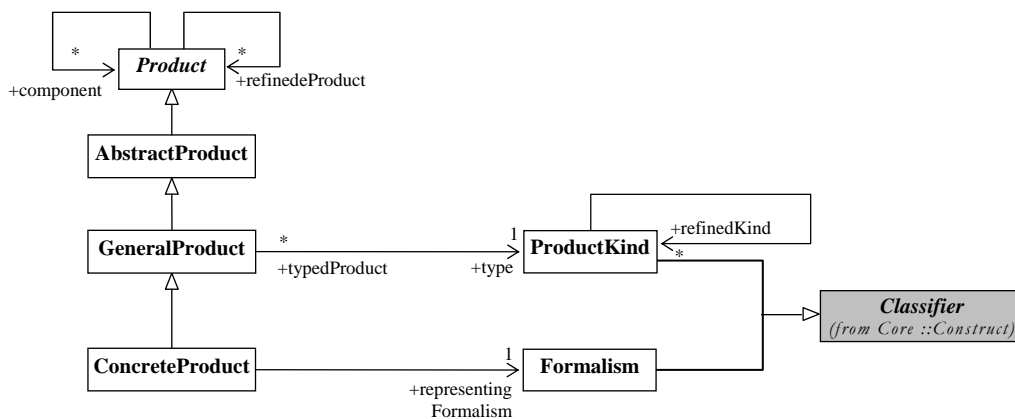 *
Product
*
+component
+refinedeProduct
AbstractProduct
+refinedKind
GeneralProduct
*
1
ProductKind
*
+typedProduct
+type
Classifier
(from Core ::Construct)
ConcreteProduct
1
Formalism
+representing
Formalism